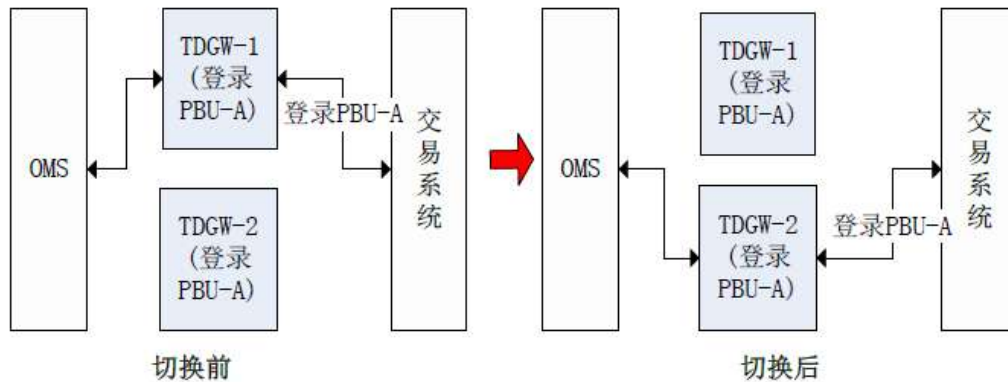 OMS
TDGW-1
(登录
PBU-A)
登录PBU-A
TDGW-2
(登录
PBU-A)
交易系统
切换前
OMS
TDGW-1
(登录
PBU-A)
TDGW-2
(登录
PBU-A)
登录PBU-A
交易系统
切换后